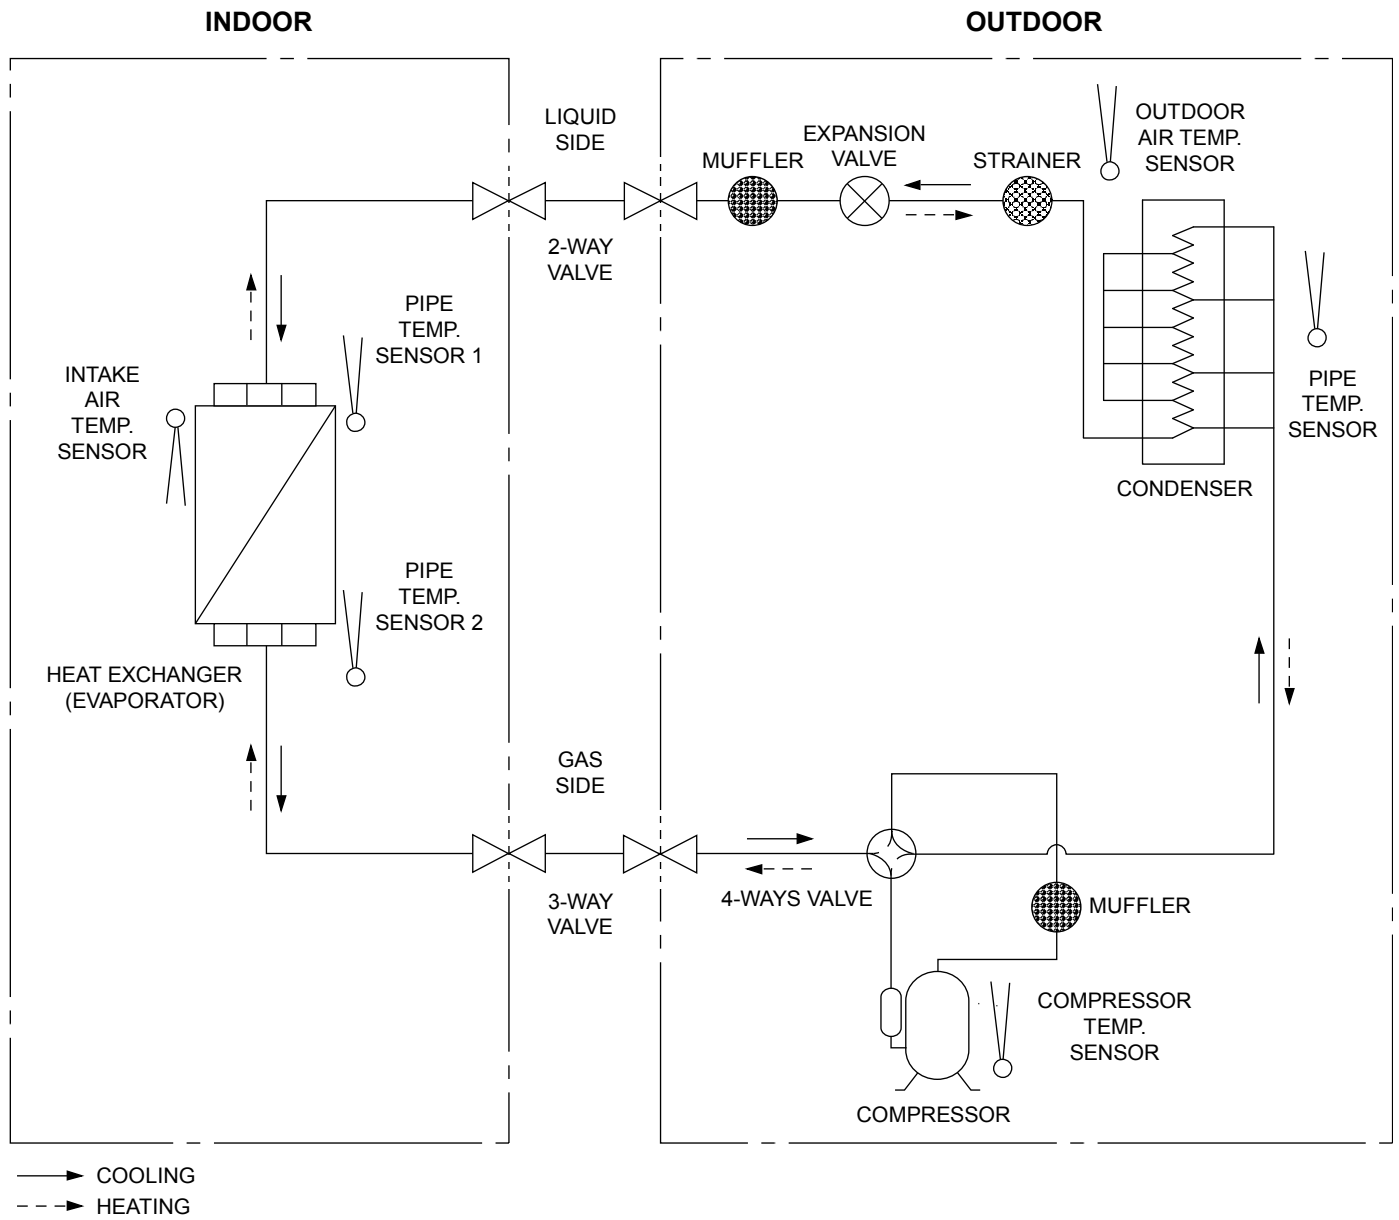 INDOOR
OUTDOOR
LIQUID
SIDE
2-WAY
VALVE
MUFFLER
EXPANSION
VALVE
STRAINER
OUTDOOR
AIR TEMP.
SENSOR
PIPE
TEMP.
SENSOR 1
INTAKE
AIR
TEMP.
SENSOR
PIPE
TEMP.
SENSOR
CONDENSER
PIPE
TEMP.
SENSOR 2
HEAT EXCHANGER
(EVAPORATOR)
GAS
SIDE
3-WAY
VALVE
4-WAYS VALVE
MUFFLER
COMPRESSOR
TEMP.
SENSOR
COMPRESSOR
COOLING
HEATING